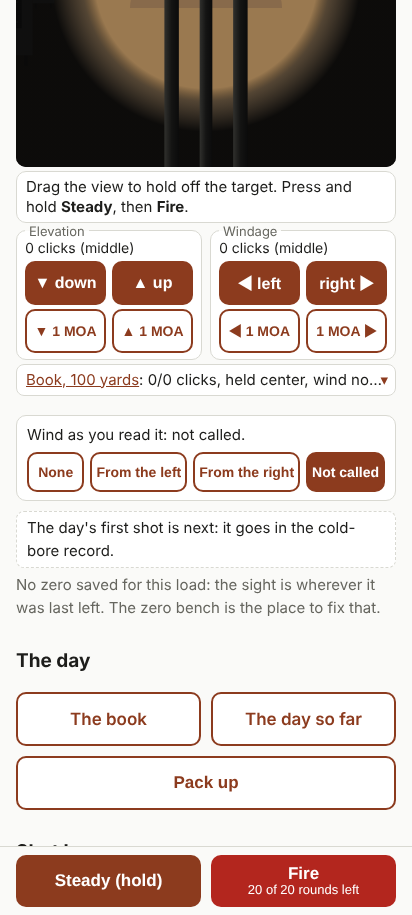 Drag the view to hold off the target. Press and
hold Steady, then Fire.
Elevation
0 clicks (middle)
▼ down
▲ up
▼ 1 MOA
▲ 1 MOA
Windage
0 clicks (middle)
◀ left
right ▶
◀ 1 MOA
1 MOA ▶
Book, 100 yards: 0/0 clicks, held center, wind no...▾
Wind as you read it: not called.
None
From the left
From the right
Not called
The day's first shot is next: it goes in the cold-
bore record.
No zero saved for this load: the sight is wherever it
was last left. The zero bench is the place to fix that.
The day
The book
The day so far
Pack up
Steady (hold)
Fire
20 of 20 rounds left